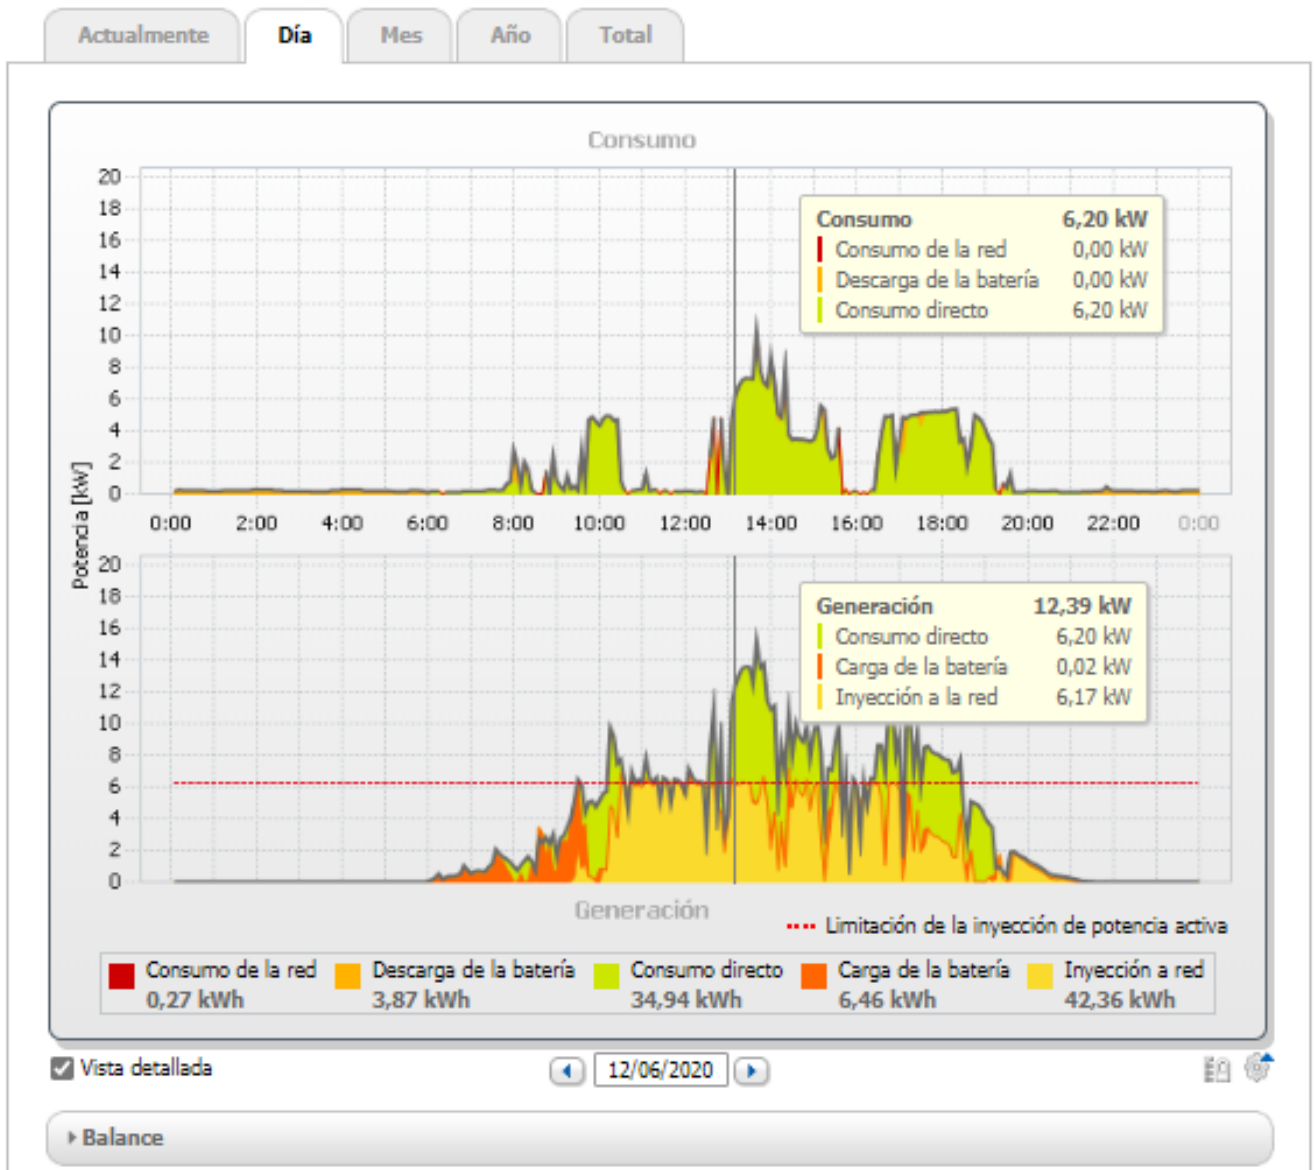 Actualmente Día Mes Año Total
Consumo
20
18
16
14
12
10
8
6
4
2
0
Consumo 6,20 kW
Consumo de la red 0,00 kW
Descarga de la batería 0,00 kW
Consumo directo 6,20 kW
0:00 2:00 4:00 6:00 8:00 10:00 12:00 14:00 16:00 18:00 20:00 22:00 0:00
Potencia [kW]
20
18
16
14
12
10
8
6
4
2
0
Generación 12,39 kW
Consumo directo 6,20 kW
Carga de la batería 0,02 kW
Inyección a la red 6,17 kW
Generación
Limitación de la inyección de potencia activa
Consumo de la red Descarga de la batería Consumo directo Carga de la batería Inyección a red
0,27 kWh 3,87 kWh 34,94 kWh 6,46 kWh 42,36 kWh
Vista detallada 12/06/2020
Balance